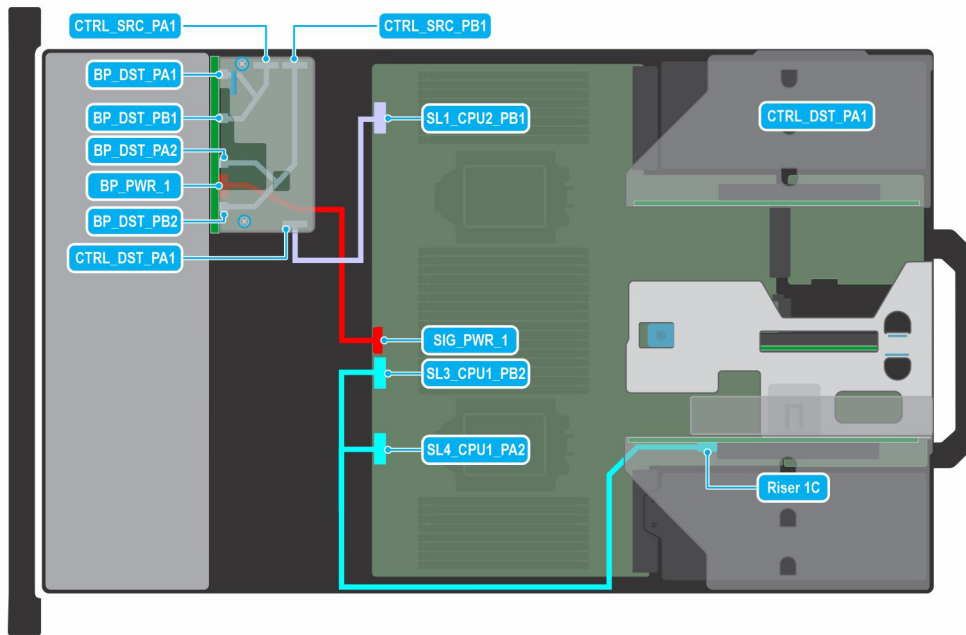 CTRL_SRC_PA1
CTRL_SRC_PB1
BP_DST_PA1
BP_DST_PB1
SL1_CPU2_PB1
CTRL_DST_PA1
BP_DST_PA2
BP_PWR_1
BP_DST_PB2
CTRL_DST_PA1
SIG_PWR_1
SL3_CPU1_PB2
SL4_CPU1_PA2
Riser 1C